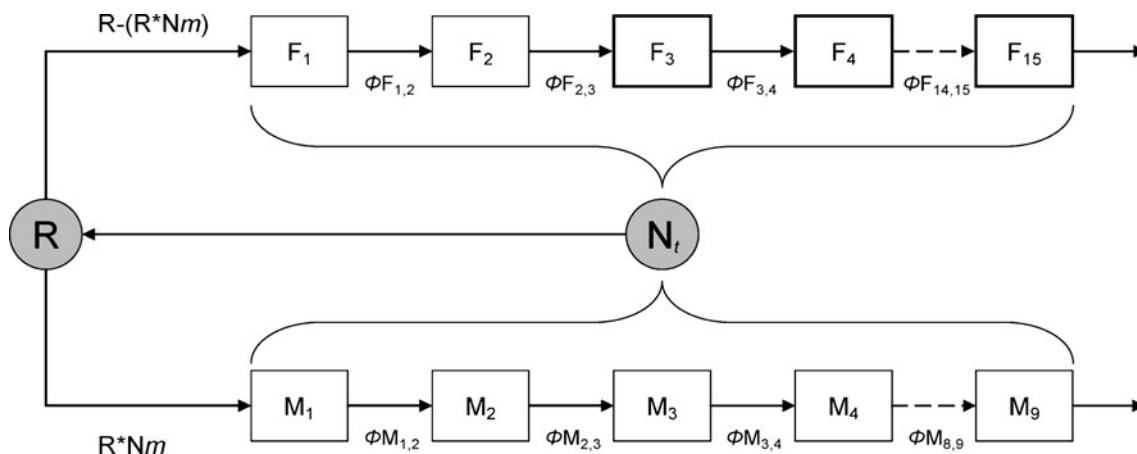 R-(R*Nm)
F₁ F₂ F₃ F₄ F₁₅
ΦF₁,₂ ΦF₂,₃ ΦF₃,₄ ΦF₁₄,₁₅
R Nₜ
M₁ M₂ M₃ M₄ M₉
ΦM₁,₂ ΦM₂,₃ ΦM₃,₄ ΦM₈,₉
R*Nm